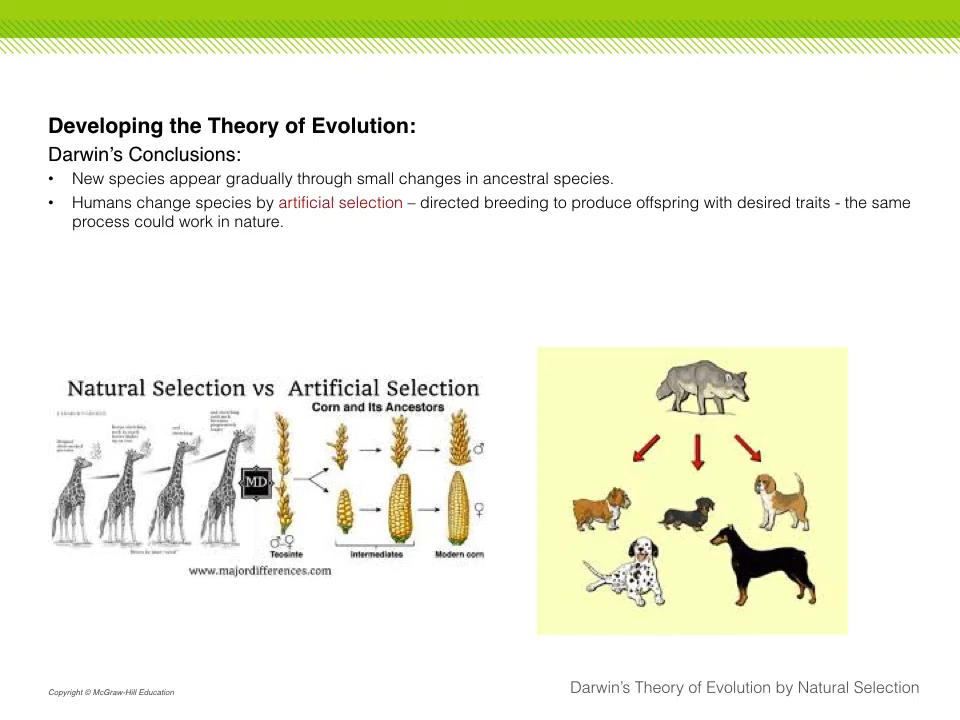 Developing the Theory of Evolution:
Darwin's Conclusions:
• New species appear gradually through small changes in ancestral species.
• Humans change species by artificial selection – directed breeding to produce offspring with desired traits - the same
process could work in nature.
Natural Selection vs Artificial Selection
Corn and Its Ancestors
MD
♂
♀
♂♀
Teosinte
Intermediates
Modern corn
www.majordifferences.com
Copyright © McGraw-Hill Education
Darwin's Theory of Evolution by Natural Selection